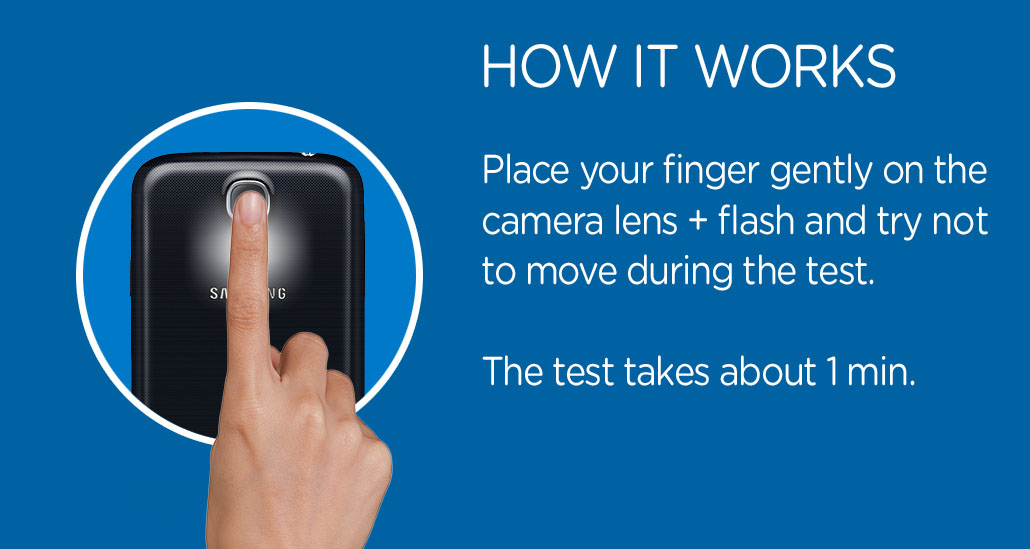 HOW IT WORKS
Place your finger gently on the
camera lens + flash and try not
to move during the test.
The test takes about 1 min.